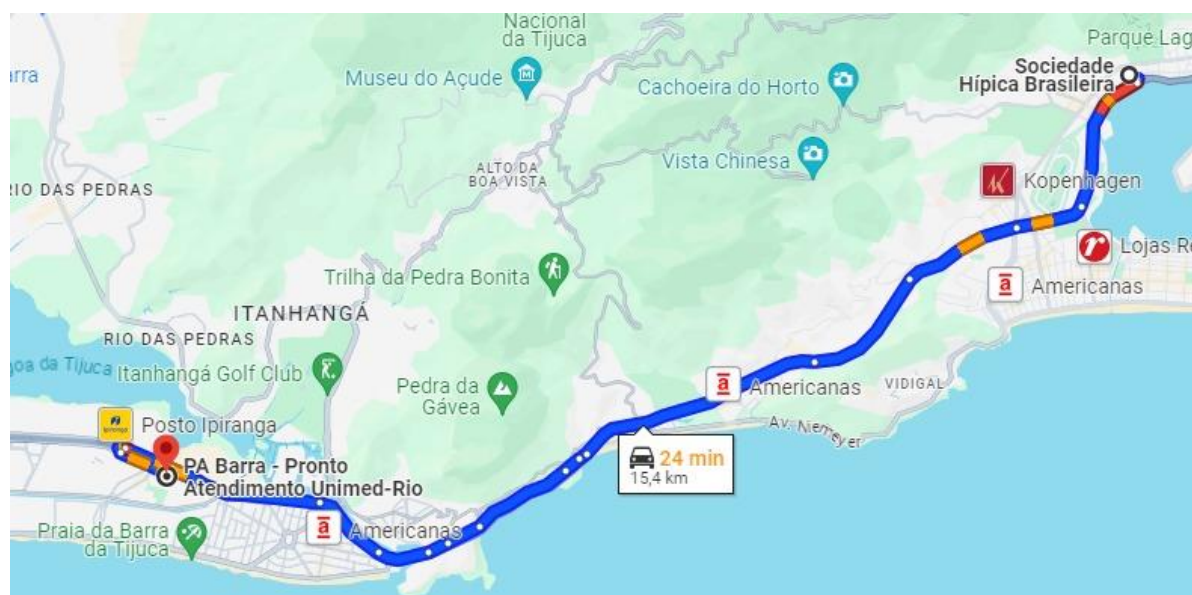 Nacional
da Tijuca
Parque Lag
Sociedade
Hípica Brasileira
arra
Museu do Açude
Cachoeira do Horto
Vista Chinesa
ALTO DA
BOA VISTA
RIO DAS PEDRAS
Kopenhagen
Lojas Re
Trilha da Pedra Bonita
Americanas
ITANHANGÁ
RIO DAS PEDRAS
oa da Tijuca
Itanhangá Golf Club
Pedra da
Gávea
Americanas
VIDIGAL
Posto Ipiranga
Av. Niemeyer
24 min
15,4 km
PA Barra - Pronto
Atendimento Unimed-Rio
Americanas
Praia da Barra
da Tijuca